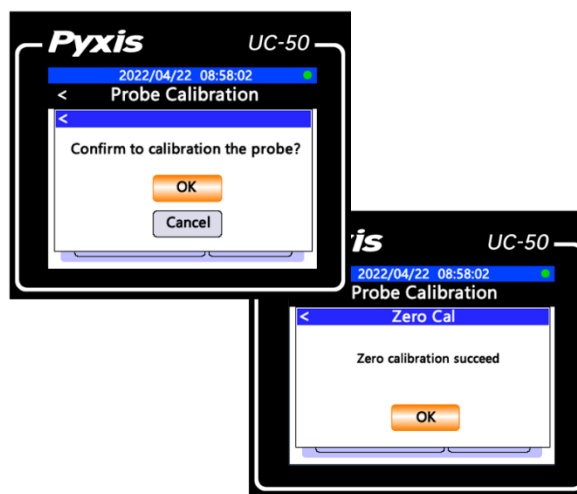 Pyxis UC-50
2022/04/22 08:58:02
< Probe Calibration
<
Confirm to calibration the probe?
OK
Cancel
is UC-50
2022/04/22 08:58:02
Probe Calibration
< Zero Cal
Zero calibration succeed
OK